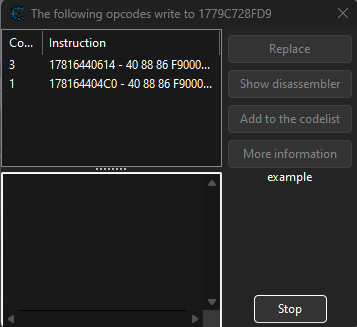 The following opcodes write to 1779C728FD9
Co... Instruction
3 17816440614 - 40 88 86 F9000...
1 178164404C0 - 40 88 86 F9000...
Replace
Show disassembler
Add to the codelist
More information
example
Stop